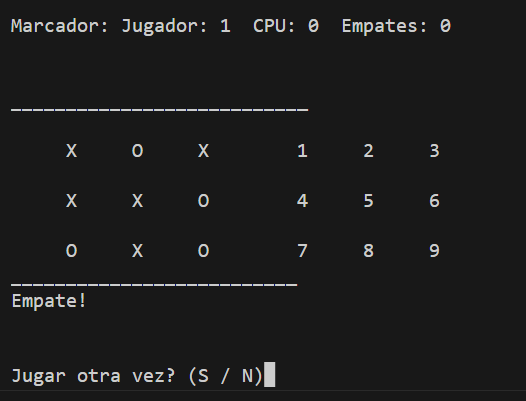 Marcador: Jugador: 1  CPU: 0  Empates: 0
___________________________
X O X 1 2 3
X X O 4 5 6
O X O 7 8 9
__________________________
Empate!
Jugar otra vez? (S / N)